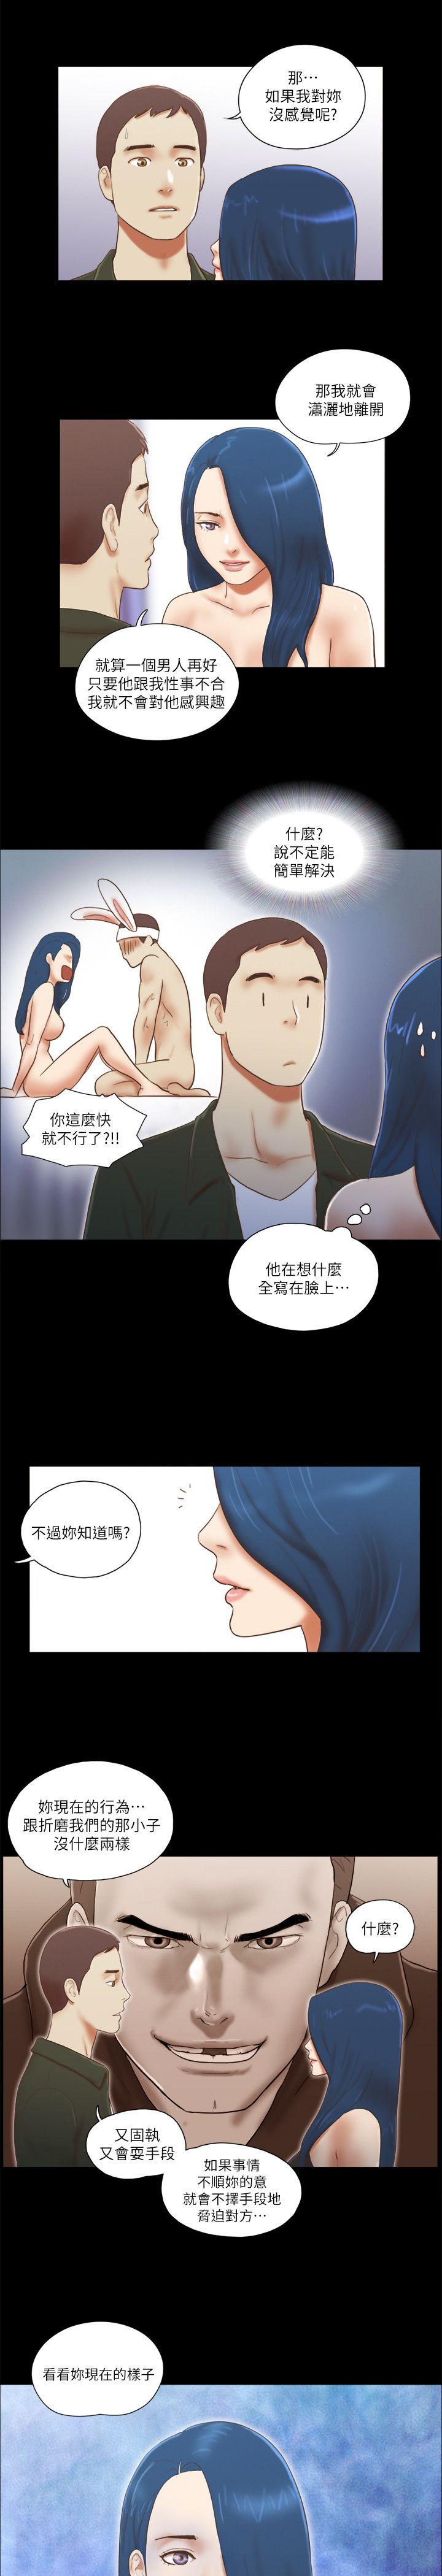 那…
如果我對妳
沒感覺呢?
那我就會
瀟灑地離開
就算一個男人再好
只要他跟我性事不合
我就不會對他感興趣
什麼?
說不定能
簡單解決
你這麼快
就不行了?!!
他在想什麼
全寫在臉上…
不過妳知道嗎?
妳現在的行為…
跟折磨我們的那小子
沒什麼兩樣
什麼?
又固執
又會耍手段
如果事情
不順妳的意
就會不擇手段地
脅迫對方…
看看妳現在的樣子